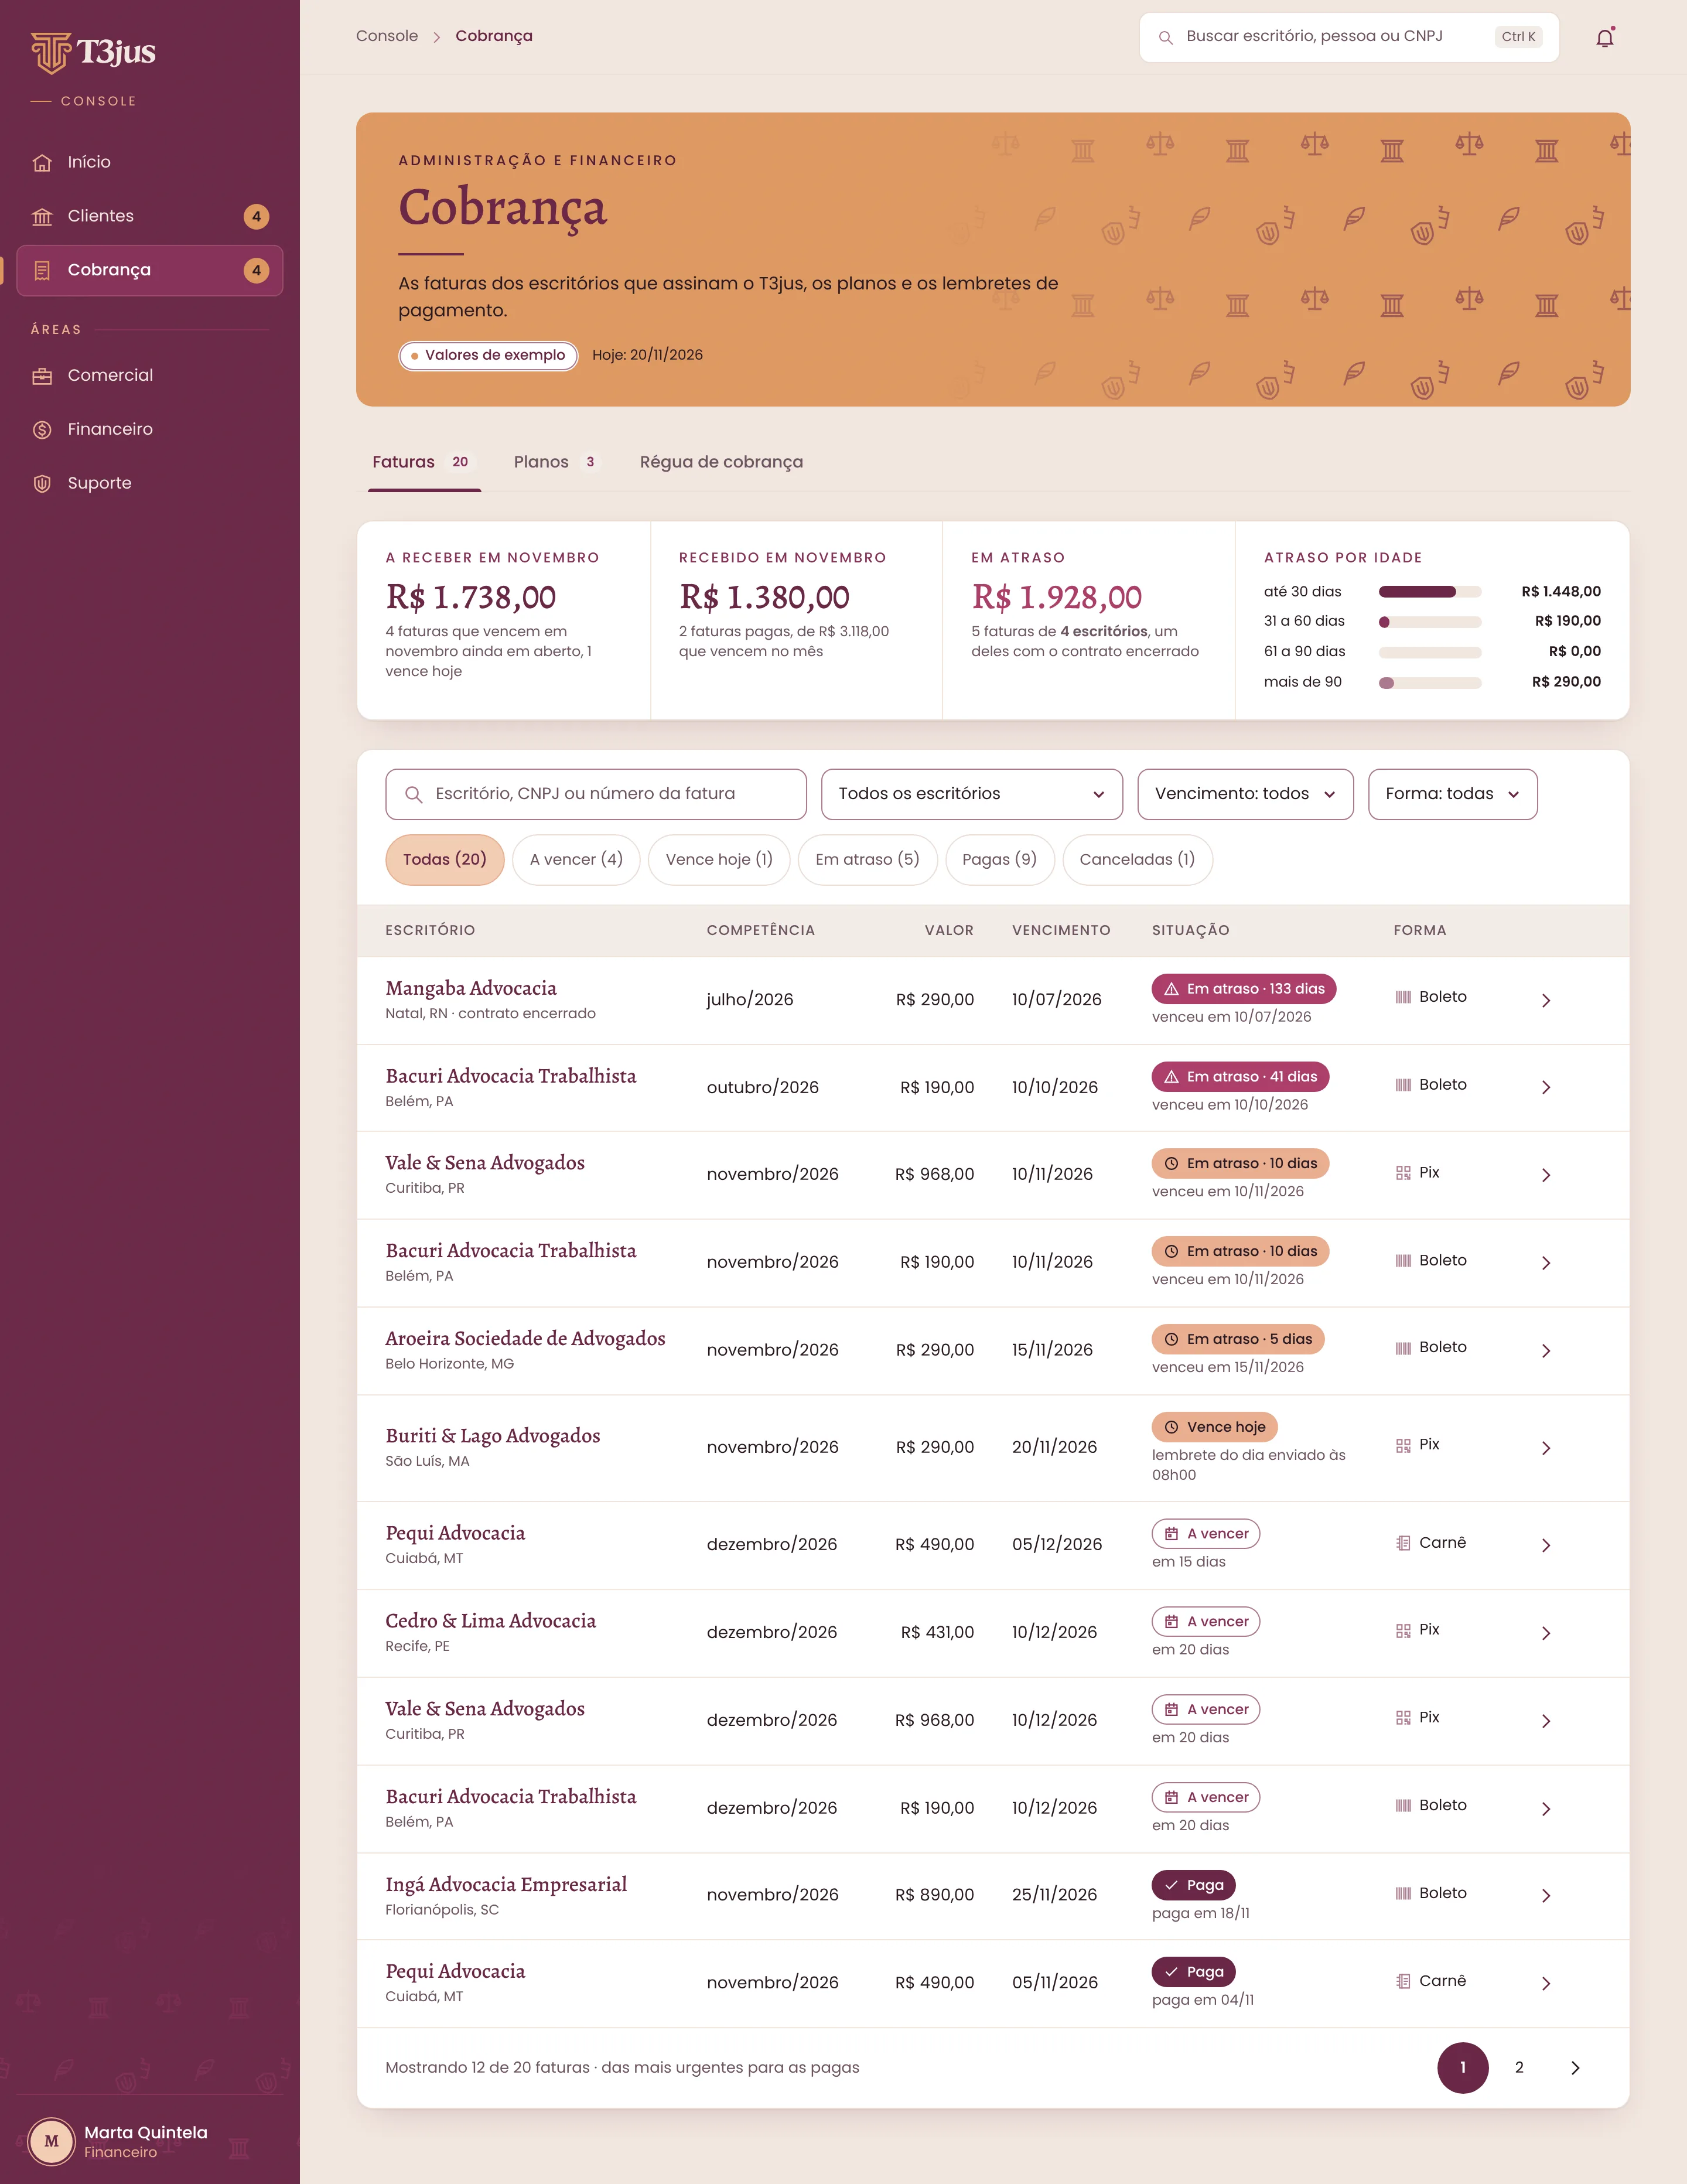 T3jus
CONSOLE
Início
Clientes 4
Cobrança 4
ÁREAS
Comercial
Financeiro
Suporte
Marta Quintela
Financeiro
M
Console > Cobrança
Buscar escritório, pessoa ou CNPJ Ctrl K
ADMINISTRAÇÃO E FINANCEIRO
Cobrança
As faturas dos escritórios que assinam o T3jus, os planos e os lembretes de
pagamento.
Valores de exemplo Hoje: 20/11/2026
Faturas 20 Planos 3 Régua de cobrança
A RECEBER EM NOVEMBRO
R$ 1.738,00
4 faturas que vencem em
novembro ainda em aberto, 1
vence hoje
RECEBIDO EM NOVEMBRO
R$ 1.380,00
2 faturas pagas, de R$ 3.118,00
que vencem no mês
EM ATRASO
R$ 1.928,00
5 faturas de 4 escritórios, um
deles com o contrato encerrado
ATRASO POR IDADE
até 30 dias R$ 1.448,00
31 a 60 dias R$ 190,00
61 a 90 dias R$ 0,00
mais de 90 R$ 290,00
Escritório, CNPJ ou número da fatura Todos os escritórios Vencimento: todos Forma: todas
Todas (20) A vencer (4) Vence hoje (1) Em atraso (5) Pagas (9) Canceladas (1)
ESCRITÓRIO COMPETÊNCIA VALOR VENCIMENTO SITUAÇÃO FORMA
Mangaba Advocacia
Natal, RN · contrato encerrado
julho/2026 R$ 290,00 10/07/2026
Em atraso · 133 dias
venceu em 10/07/2026
Boleto
Bacuri Advocacia Trabalhista
Belém, PA
outubro/2026 R$ 190,00 10/10/2026
Em atraso · 41 dias
venceu em 10/10/2026
Boleto
Vale & Sena Advogados
Curitiba, PR
novembro/2026 R$ 968,00 10/11/2026
Em atraso · 10 dias
venceu em 10/11/2026
Pix
Bacuri Advocacia Trabalhista
Belém, PA
novembro/2026 R$ 190,00 10/11/2026
Em atraso · 10 dias
venceu em 10/11/2026
Boleto
Aroeira Sociedade de Advogados
Belo Horizonte, MG
novembro/2026 R$ 290,00 15/11/2026
Em atraso · 5 dias
venceu em 15/11/2026
Boleto
Buriti & Lago Advogados
São Luís, MA
novembro/2026 R$ 290,00 20/11/2026
Vence hoje
lembrete do dia enviado às
08h00
Pix
Pequi Advocacia
Cuiabá, MT
dezembro/2026 R$ 490,00 05/12/2026
A vencer
em 15 dias
Carnê
Cedro & Lima Advocacia
Recife, PE
dezembro/2026 R$ 431,00 10/12/2026
A vencer
em 20 dias
Pix
Vale & Sena Advogados
Curitiba, PR
dezembro/2026 R$ 968,00 10/12/2026
A vencer
em 20 dias
Pix
Bacuri Advocacia Trabalhista
Belém, PA
dezembro/2026 R$ 190,00 10/12/2026
A vencer
em 20 dias
Boleto
Ingá Advocacia Empresarial
Florianópolis, SC
novembro/2026 R$ 890,00 25/11/2026
Paga
paga em 18/11
Boleto
Pequi Advocacia
Cuiabá, MT
novembro/2026 R$ 490,00 05/11/2026
Paga
paga em 04/11
Carnê
Mostrando 12 de 20 faturas · das mais urgentes para as pagas 1 2